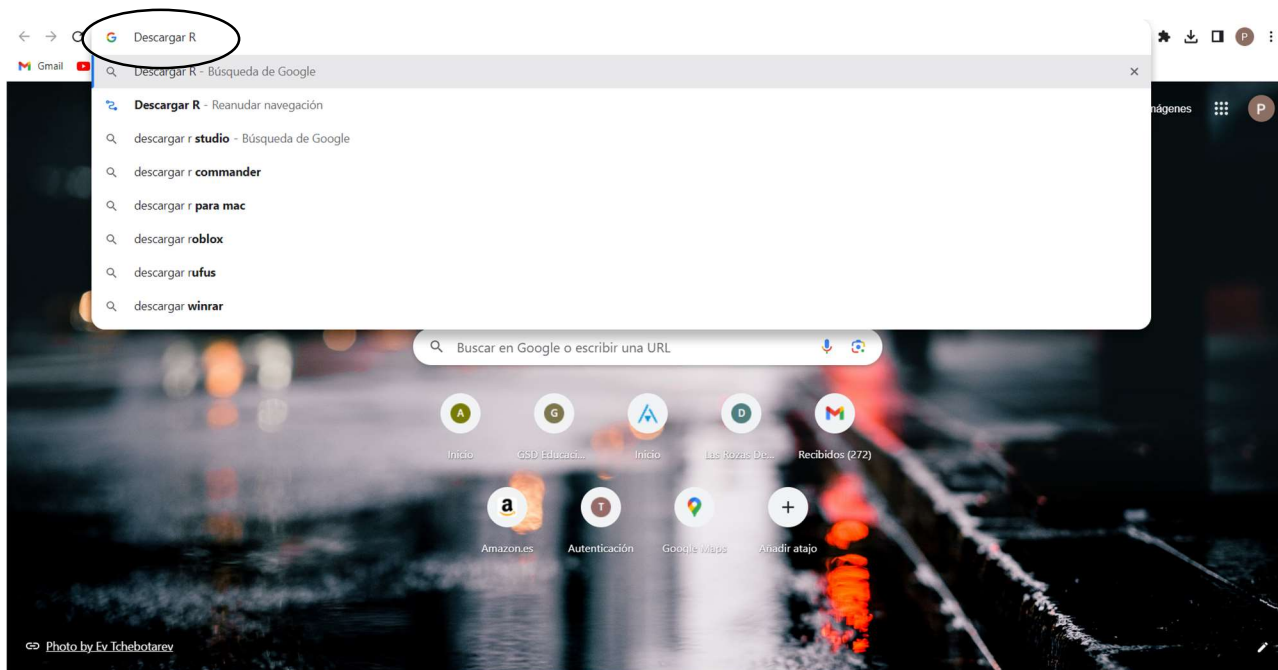 Descargar R
P
Gmail
Descargar R - Búsqueda de Google
Descargar R - Reanudar navegación
descargar r studio - Búsqueda de Google
descargar r commander
descargar r para mac
descargar roblox
descargar rufus
descargar winrar
mágenes
P
Buscar en Google o escribir una URL
A G D
Inicio GSD Educaci... Inicio Las Rozas De... Recibidos (272)
a T
Amazon.es Autenticación Google Maps Añadir atajo
Photo by Ev Tchebotarev